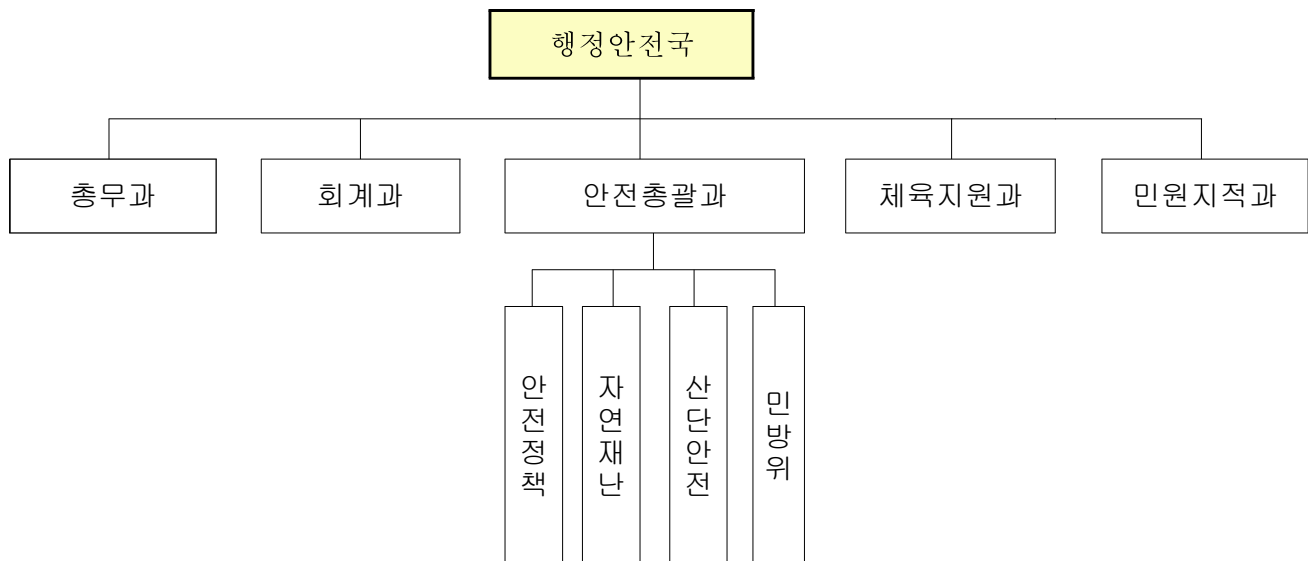 행정안전국
총무과
회계과
안전총괄과
체육지원과
민원지적과
안전정책
자연재난
산단안전
민방위